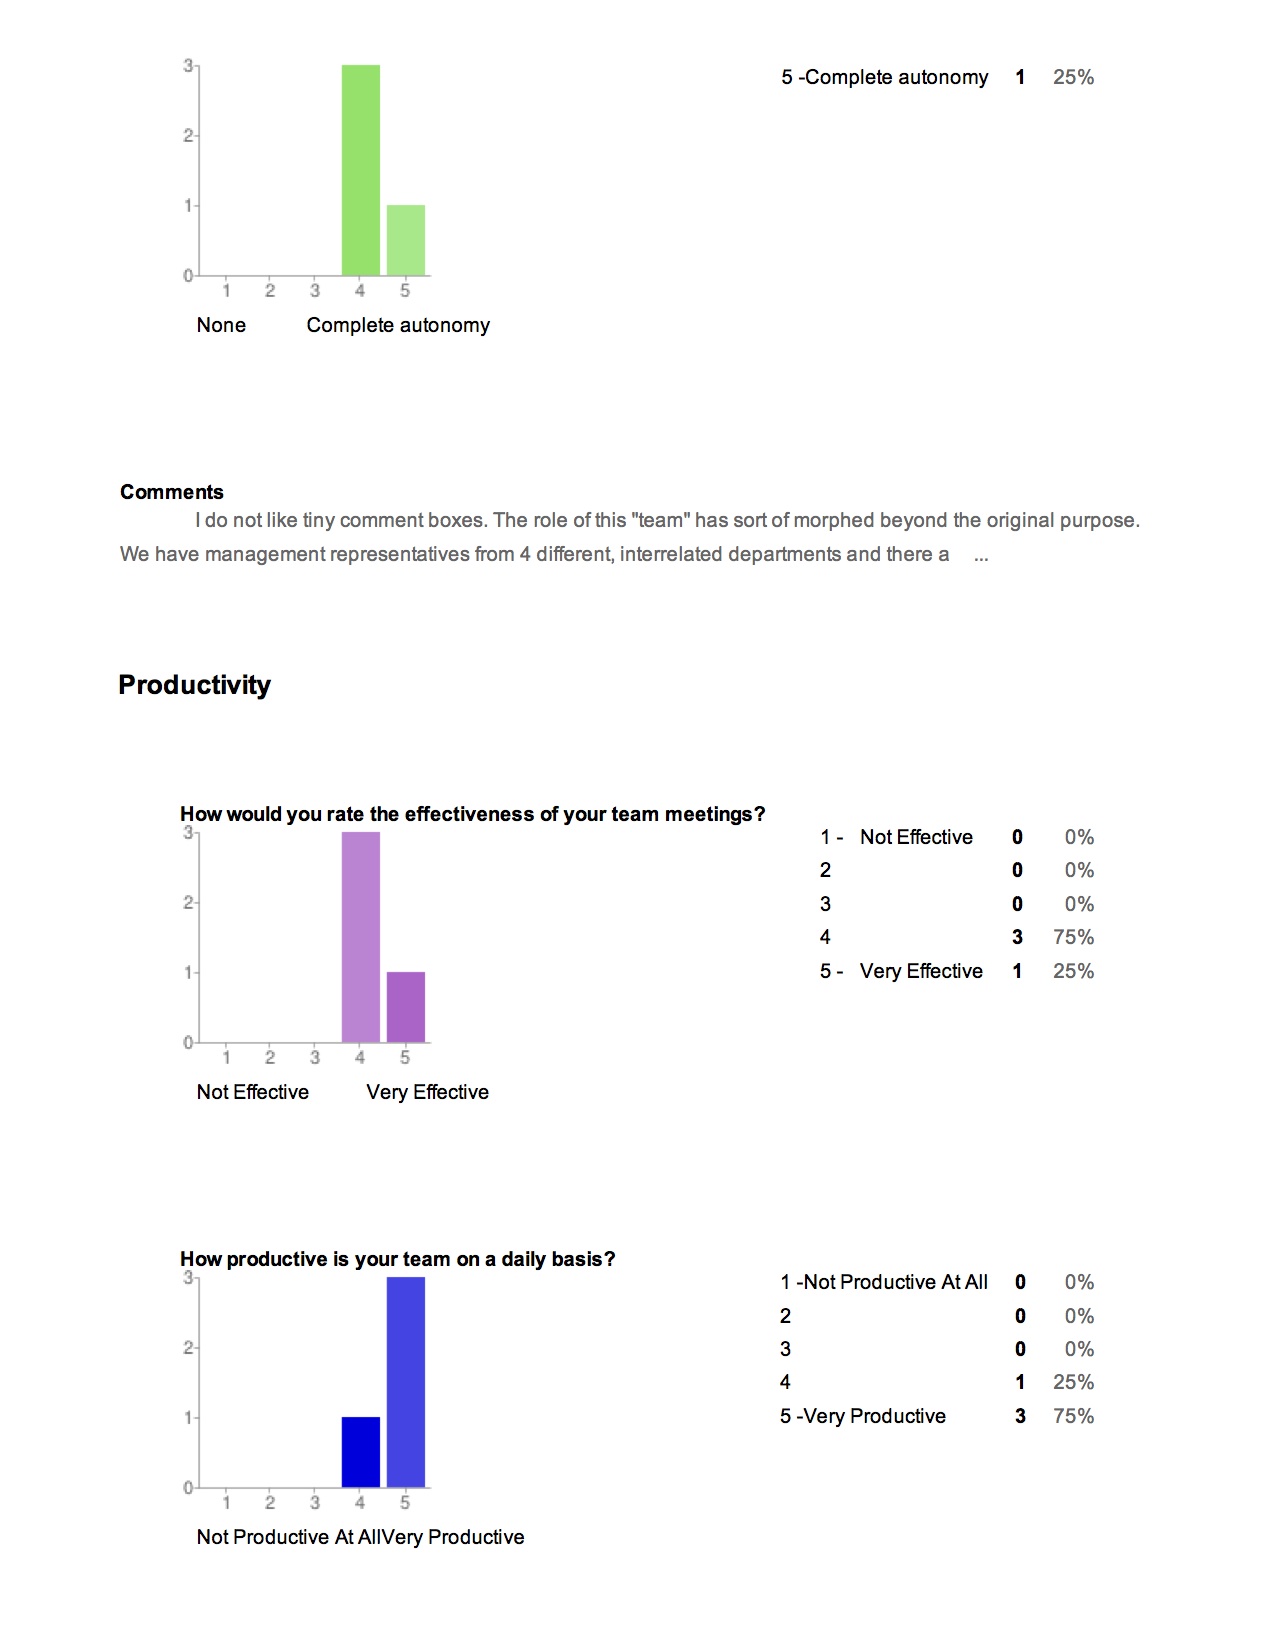 3
2
1
0
1 2 3 4 5
None Complete autonomy
5 -Complete autonomy 1 25%
Comments
I do not like tiny comment boxes. The role of this "team" has sort of morphed beyond the original purpose.
We have management representatives from 4 different, interrelated departments and there a ...
Productivity
How would you rate the effectiveness of your team meetings?
3
2
1
0
1 2 3 4 5
Not Effective Very Effective
1 - Not Effective 0 0%
2 0 0%
3 0 0%
4 3 75%
5 - Very Effective 1 25%
How productive is your team on a daily basis?
3
2
1
0
1 2 3 4 5
Not Productive At AllVery Productive
1 -Not Productive At All 0 0%
2 0 0%
3 0 0%
4 1 25%
5 -Very Productive 3 75%